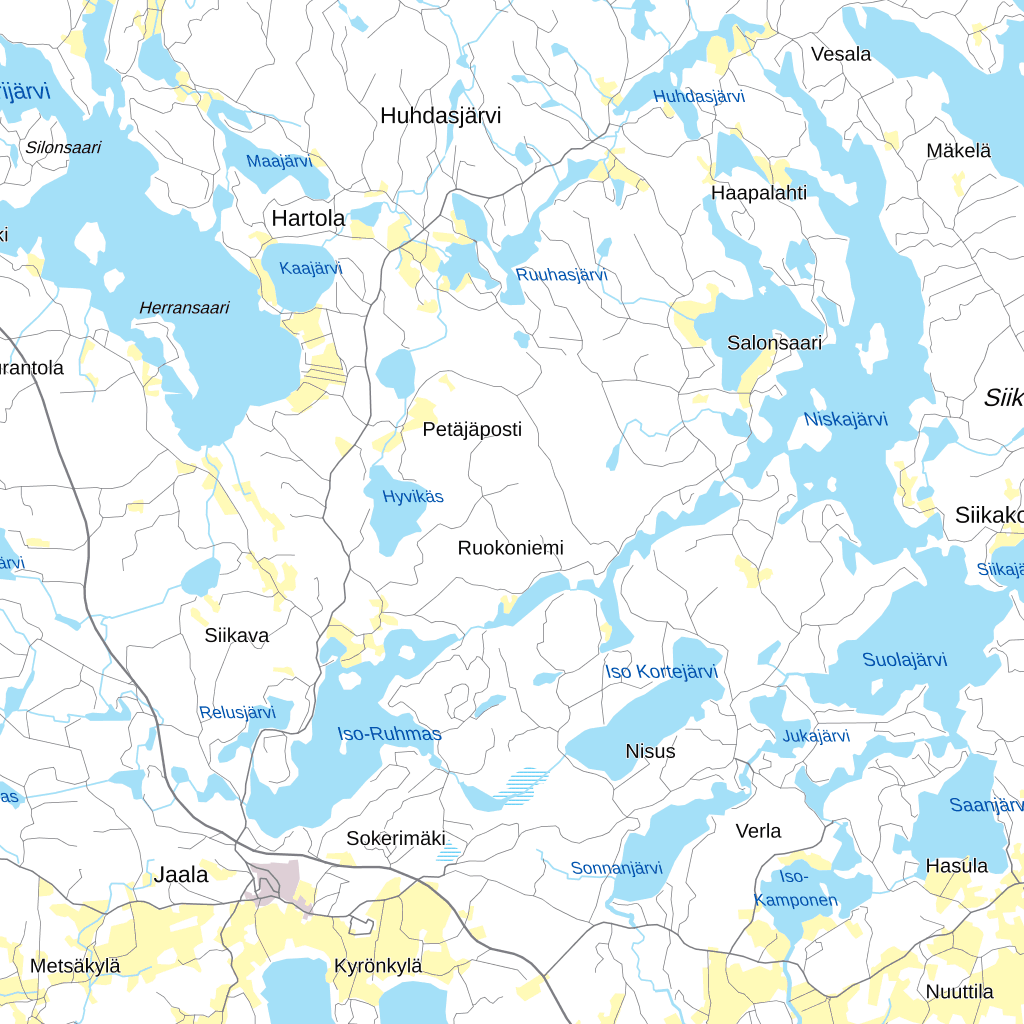 Vesala
Huhdasjärvi
Huhdasjärvi
Silonsaari
Mäkelä
Maajärvi
Haapalahti
Hartola
Kaajärvi
Ruuhasjärvi
Herransaari
Salonsaari
Niskajärvi
Petäjäposti
Hyvikäs
Ruokoniemi
Siikava
Suolajärvi
Iso Kortejärvi
Relusjärvi
Iso-Ruhmas
Jukajärvi
Nisus
Verla
Sokerimäki
Hasula
Sonnanjärvi
Jaala
Iso-
Kamponen
Metsäkylä
Kyrönkylä
Nuuttila